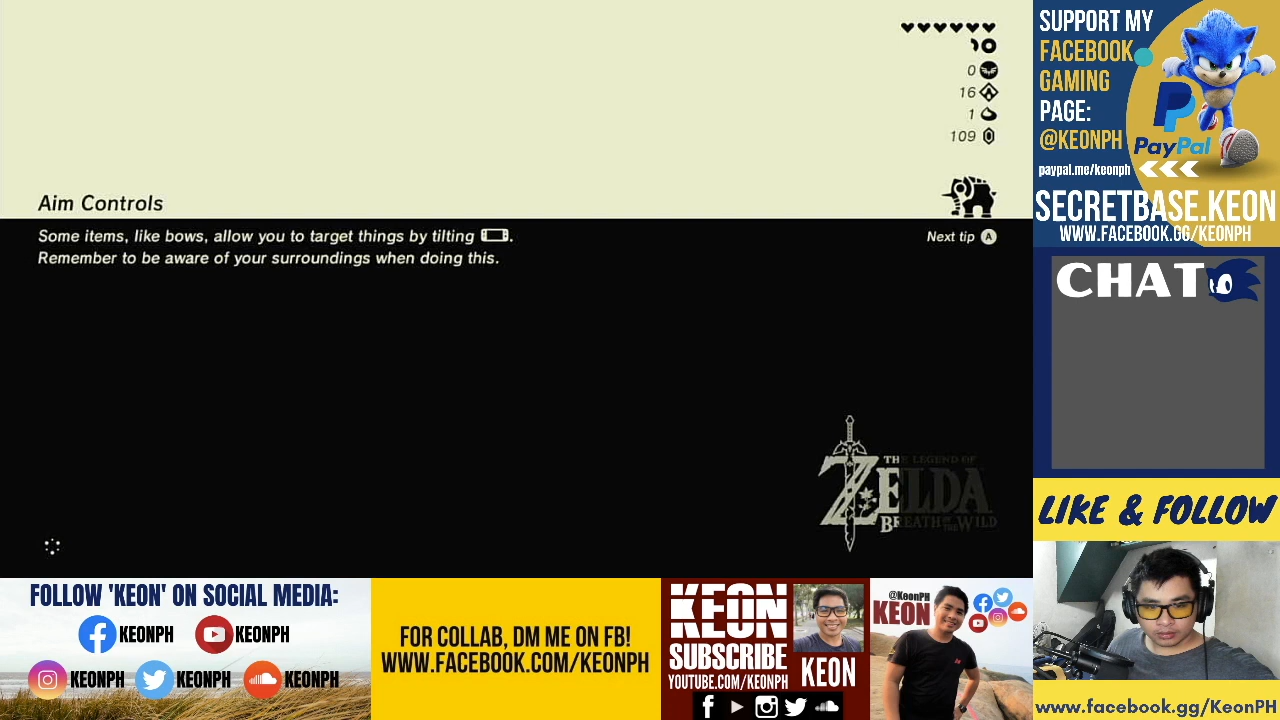 0
16
1
109
Aim Controls
Some items, like bows, allow you to target things by tilting
Remember to be aware of your surroundings when doing this.
Next tip A
THE LEGEND OF
ZELDA
BREATH OF THE WILD
SUPPORT MY
FACEBOOK
GAMING
PAGE:
@KEONPH
PayPal
paypal.me/keonph
SECRETBASE.KEON
WWW.FACEBOOK.GG/KEONPH
CHAT
LIKE & FOLLOW
www.facebook.gg/KeonPH
FOLLOW 'KEON' ON SOCIAL MEDIA:
KEONPH KEONPH
KEONPH KEONPH KEONPH
FOR COLLAB, DM ME ON FB!
WWW.FACEBOOK.COM/KEONPH
KEON
SUBSCRIBE
YOUTUBE.COM/KEONPH
KEON
@KeonPH
KEON